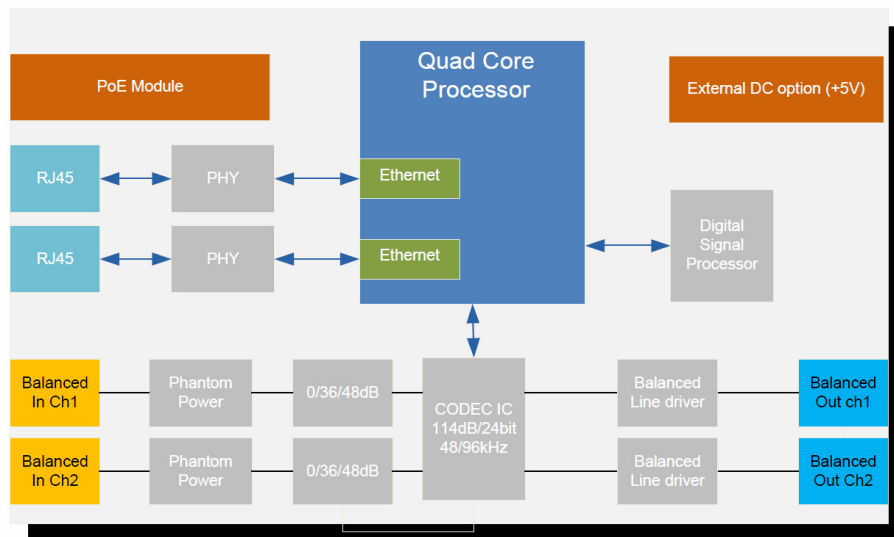 Quad Core
Processor
PoE Module
External DC option (+5V)
RJ45
PHY
Ethernet
RJ45
PHY
Ethernet
Digital
Signal
Processor
Balanced
In Ch1
Phantom
Power
0/36/48dB
CODEC IC
114dB/24bit
48/96kHz
Balanced
Line driver
Balanced
Out ch1
Balanced
In Ch2
Phantom
Power
0/36/48dB
Balanced
Line driver
Balanced
Out Ch2